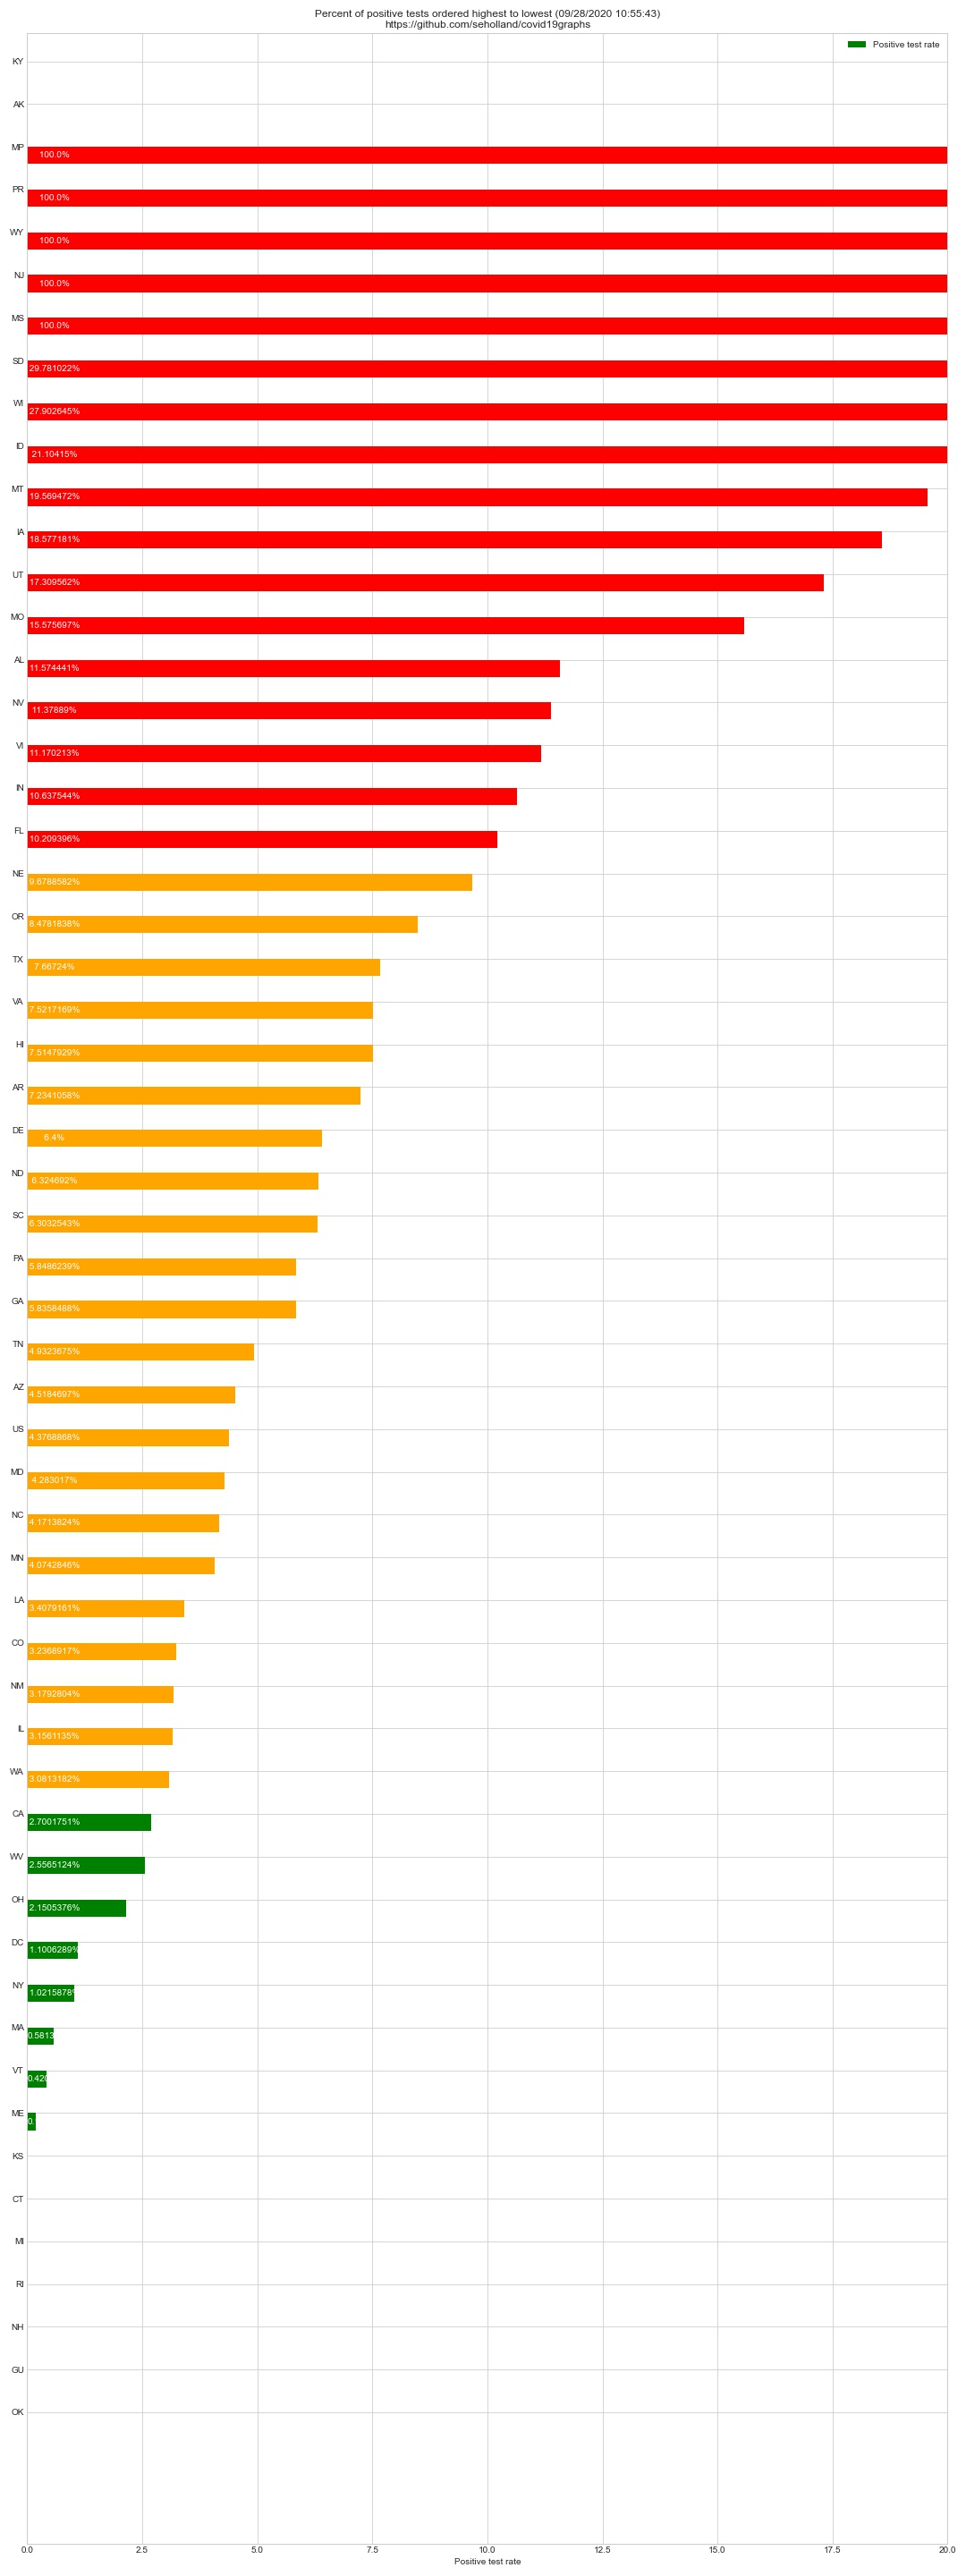 Percent of positive tests ordered highest to lowest (09/28/2020 10:55:43)
https://github.com/seholland/covid19graphs
Positive test rate
KY
AK
MP 100.0%
PR 100.0%
WY 100.0%
NJ 100.0%
MS 100.0%
SD 29.781022%
WI 27.902645%
ID 21.10415%
MT 19.569472%
IA 18.577181%
UT 17.309562%
MO 15.575697%
AL 11.574441%
NV 11.37889%
VI 11.170213%
IN 10.637544%
FL 10.209396%
NE 9.6788582%
OR 8.4781838%
TX 7.66724%
VA 7.5217169%
HI 7.5147929%
AR 7.2341058%
DE 6.4%
ND 6.324692%
SC 6.3032543%
PA 5.8486239%
GA 5.8358488%
TN 4.9323675%
AZ 4.5184697%
US 4.3768868%
MD 4.283017%
NC 4.1713824%
MN 4.0742846%
LA 3.4079161%
CO 3.2368917%
NM 3.1792804%
IL 3.1561135%
WA 3.0813182%
CA 2.7001751%
WV 2.5565124%
OH 2.1505376%
DC 1.1006289%
NY 1.0215878%
MA 0.5813
VT 0.420
ME 0.
KS
CT
MI
RI
NH
GU
OK
0.0 2.5 5.0 7.5 10.0 12.5 15.0 17.5 20.0
Positive test rate